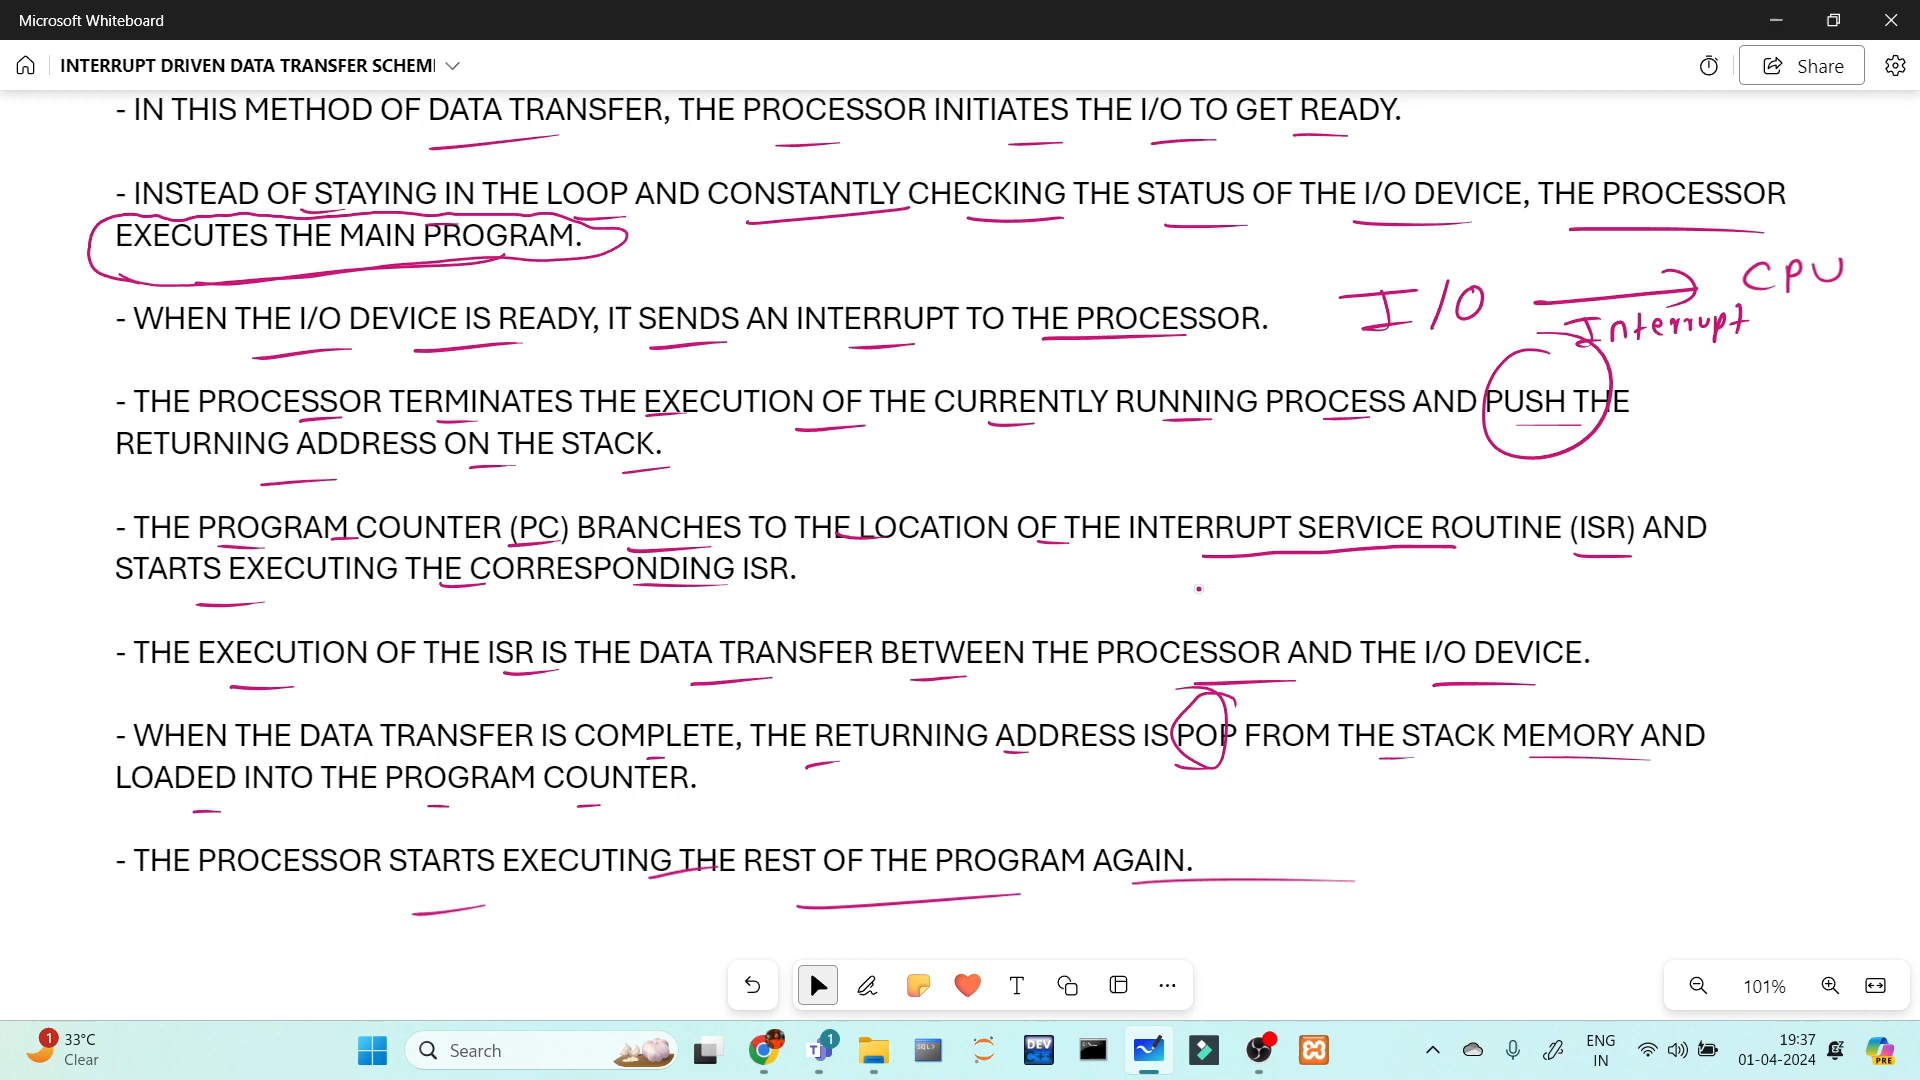 Microsoft Whiteboard
INTERRUPT DRIVEN DATA TRANSFER SCHEM
Share
- IN THIS METHOD OF DATA TRANSFER, THE PROCESSOR INITIATES THE I/O TO GET READY.
- INSTEAD OF STAYING IN THE LOOP AND CONSTANTLY CHECKING THE STATUS OF THE I/O DEVICE, THE PROCESSOR
EXECUTES THE MAIN PROGRAM.
I/O CPU
Interrupt
- WHEN THE I/O DEVICE IS READY, IT SENDS AN INTERRUPT TO THE PROCESSOR.
- THE PROCESSOR TERMINATES THE EXECUTION OF THE CURRENTLY RUNNING PROCESS AND PUSH THE
RETURNING ADDRESS ON THE STACK.
- THE PROGRAM COUNTER (PC) BRANCHES TO THE LOCATION OF THE INTERRUPT SERVICE ROUTINE (ISR) AND
STARTS EXECUTING THE CORRESPONDING ISR.
- THE EXECUTION OF THE ISR IS THE DATA TRANSFER BETWEEN THE PROCESSOR AND THE I/O DEVICE.
- WHEN THE DATA TRANSFER IS COMPLETE, THE RETURNING ADDRESS IS POP FROM THE STACK MEMORY AND
LOADED INTO THE PROGRAM COUNTER.
- THE PROCESSOR STARTS EXECUTING THE REST OF THE PROGRAM AGAIN.
101%
1 33°C
Clear
Search
1
SQL>
DEV
C++
ENG
IN
19:37
01-04-2024
PRE